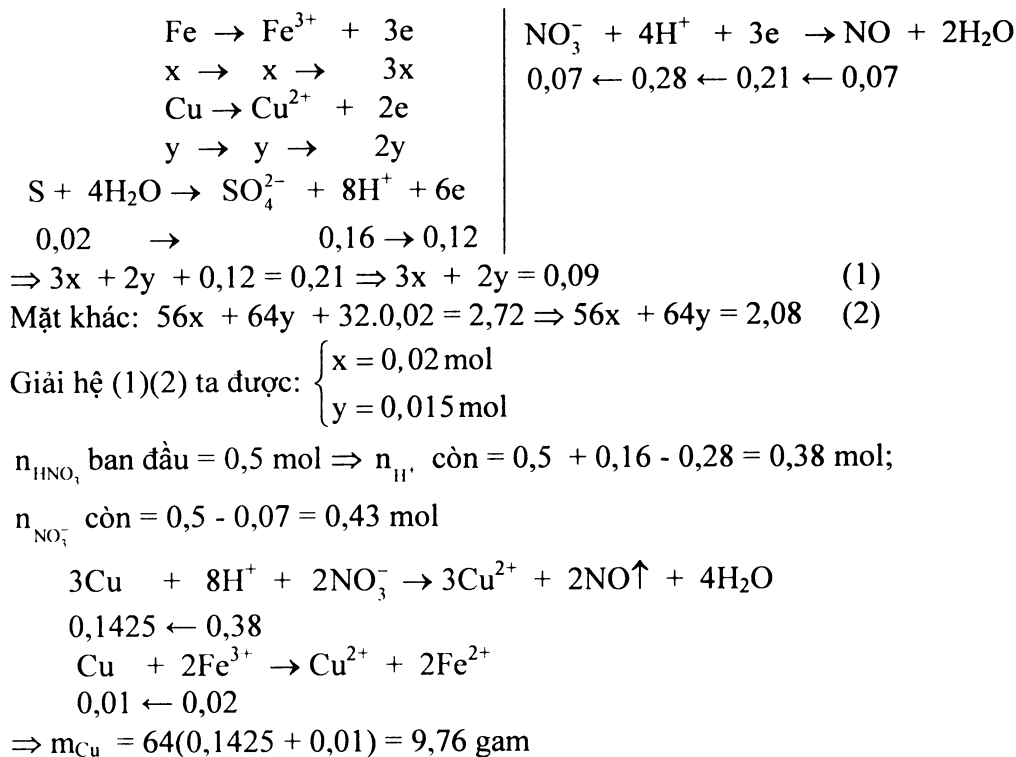 Fe → Fe³⁺ + 3e
x → x → 3x
Cu → Cu²⁺ + 2e
y → y → 2y
S + 4H₂O → SO₄²⁻ + 8H⁺ + 6e
0,02 → 0,16 → 0,12
NO₃⁻ + 4H⁺ + 3e → NO + 2H₂O
0,07 ← 0,28 ← 0,21 ← 0,07
⇒ 3x + 2y + 0,12 = 0,21 ⇒ 3x + 2y = 0,09 (1)
Mặt khác: 56x + 64y + 32.0,02 = 2,72 ⇒ 56x + 64y = 2,08 (2)
Giải hệ (1)(2) ta được: { x = 0,02 mol
y = 0,015 mol
n_HNO₃ ban đầu = 0,5 mol ⇒ n_H⁺ còn = 0,5 + 0,16 - 0,28 = 0,38 mol;
n_NO₃⁻ còn = 0,5 - 0,07 = 0,43 mol
3Cu + 8H⁺ + 2NO₃⁻ → 3Cu²⁺ + 2NO↑ + 4H₂O
0,1425 ← 0,38
Cu + 2Fe³⁺ → Cu²⁺ + 2Fe²⁺
0,01 ← 0,02
⇒ m_Cu = 64(0,1425 + 0,01) = 9,76 gam